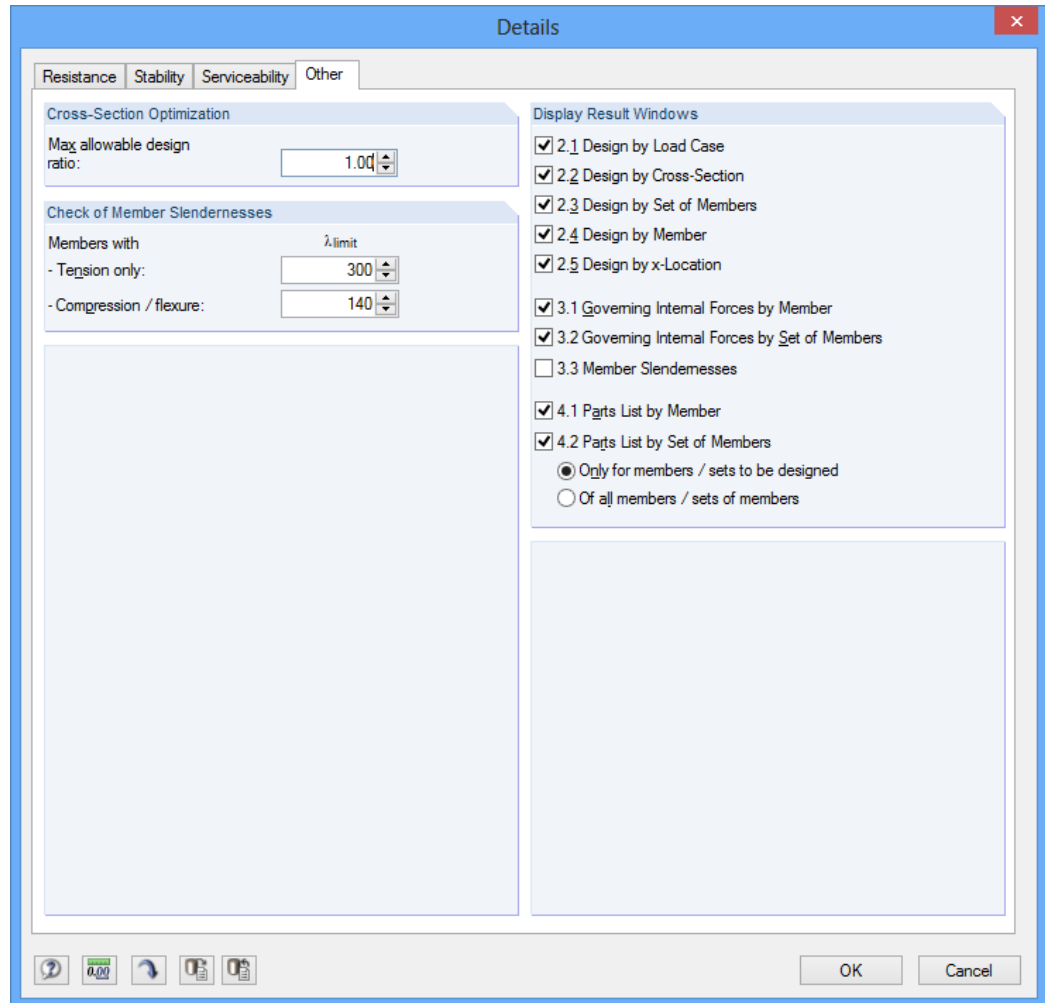 Details
Resistance Stability Serviceability Other
Cross-Section Optimization
Max allowable design
ratio:
1.00
Check of Member Slendernesses
Members with λlimit
- Tension only: 300
- Compression / flexure: 140
Display Result Windows
2.1 Design by Load Case
2.2 Design by Cross-Section
2.3 Design by Set of Members
2.4 Design by Member
2.5 Design by x-Location
3.1 Governing Internal Forces by Member
3.2 Governing Internal Forces by Set of Members
3.3 Member Slendernesses
4.1 Parts List by Member
4.2 Parts List by Set of Members
Only for members / sets to be designed
Of all members / sets of members
0.00
OK Cancel